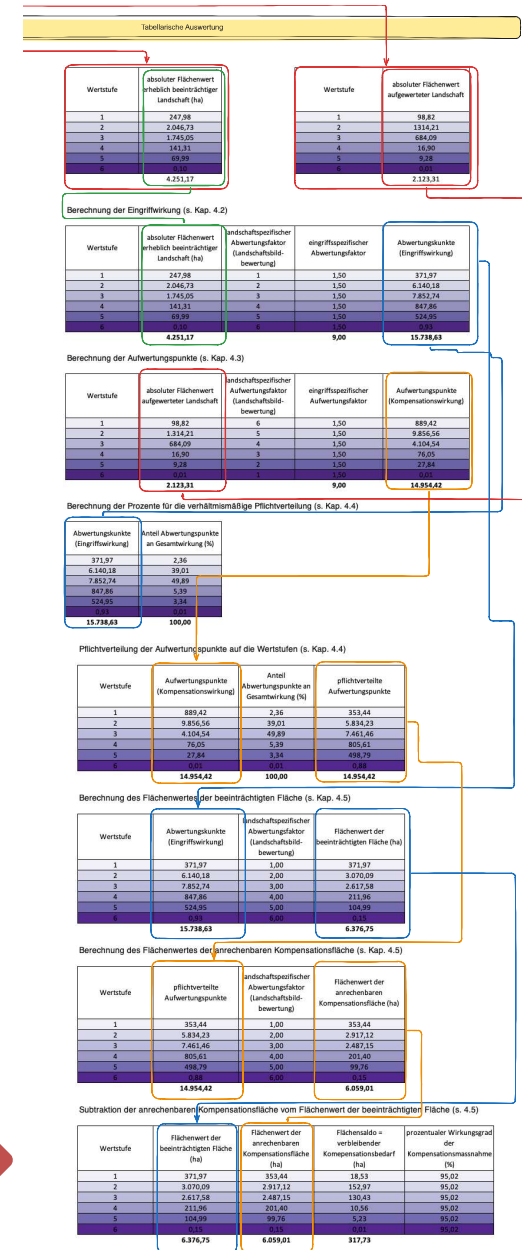 Tabellarische Auswertung
Wertstufe absoluter Flächenwert erheblich beeinträchtiger Landschaft (ha)
1 247,98
2 2.046,73
3 1.745,05
4 141,31
5 69,99
6 0,10
4.251,17
Wertstufe absoluter Flächenwert aufgewerteter Landschaft
1 98,82
2 1314,21
3 684,09
4 16,90
5 9,28
6 0,01
2.123,31
Berechnung der Eingriffwirkung (s. Kap. 4.2)
Wertstufe absoluter Flächenwert erheblich beeinträchtiger Landschaft (ha) landschaftspezifischer Abwertungsfaktor (Landschaftsbild-bewertung) eingriffsspezifischer Abwertungsfaktor Abwertungskunkte (Eingriffswirkung)
1 247,98 1 1,50 371,97
2 2.046,73 2 1,50 6.140,18
3 1.745,05 3 1,50 7.852,74
4 141,31 4 1,50 847,86
5 69,99 5 1,50 524,95
6 0,10 6 1,50 0,93
4.251,17 9,00 15.738,63
Berechnung der Aufwertungspunkte (s. Kap. 4.3)
Wertstufe absoluter Flächenwert aufgewerteter Landschaft landschaftspezifischer Aufwertungsfaktor (Landschaftsbild-bewertung) eingriffsspezifischer Aufwertungsfaktor Aufwertungspunkte (Kompensationswirkung)
1 98,82 6 1,50 889,42
2 1.314,21 5 1,50 9.856,56
3 684,09 4 1,50 4.104,54
4 16,90 3 1,50 76,05
5 9,28 2 1,50 27,84
6 0,01 1 1,50 0,01
2.123,31 9,00 14.954,42
Berechnung der Prozente für die verhältmismäßige Pflichtverteilung (s. Kap. 4.4)
Abwertungskunkte (Eingriffswirkung) Anteil Abwertungspunkte an Gesamtwirkung (%)
371,97 2,36
6.140,18 39,01
7.852,74 49,89
847,86 5,39
524,95 3,34
0,93 0,01
15.738,63 100,00
Pflichtverteilung der Aufwertungspunkte auf die Wertstufen (s. Kap. 4.4)
Wertstufe Aufwertungspunkte (Kompensationswirkung) Anteil Abwertungspunkte an Gesamtwirkung (%) pflichtverteilte Aufwertungspunkte
1 889,42 2,36 353,44
2 9.856,56 39,01 5.834,23
3 4.104,54 49,89 7.461,46
4 76,05 5,39 805,61
5 27,84 3,34 498,79
6 0,01 0,01 0,88
14.954,42 100,00 14.954,42
Berechnung des Flächenwertes der beeinträchtigten Fläche (s. Kap. 4.5)
Wertstufe Abwertungskunkte (Eingriffswirkung) landschaftspezifischer Abwertungsfaktor (Landschaftsbild-bewertung) Flächenwert der beeinträchtigten Fläche (ha)
1 371,97 1,00 371,97
2 6.140,18 2,00 3.070,09
3 7.852,74 3,00 2.617,58
4 847,86 4,00 211,96
5 524,95 5,00 104,99
6 0,93 6,00 0,15
15.738,63 6.376,75
Berechnung des Flächenwertes der anrechenbaren Kompensationsfläche (s. Kap. 4.5)
Wertstufe pflichtverteilte Aufwertungspunkte landschaftspezifischer Abwertungsfaktor (Landschaftsbild-bewertung) Flächenwert der anrechenbaren Kompensationsfläche (ha)
1 353,44 1,00 353,44
2 5.834,23 2,00 2.917,12
3 7.461,46 3,00 2.487,15
4 805,61 4,00 201,40
5 498,79 5,00 99,76
6 0,88 6,00 0,15
14.954,42 6.059,01
Subtraktion der anrechenbaren Kompensationsfläche vom Flächenwert der beeinträchtigten Fläche (s. 4.5)
Wertstufe Flächenwert der beeinträchtigten Fläche (ha) Flächenwert der anrechenbaren Kompensationsfläche (ha) Flächensaldo = verbleibender Komepensationsbedarf (ha) prozentualer Wirkungsgrad der Kompensationsmassnahme (%)
1 371,97 353,44 18,53 95,02
2 3.070,09 2.917,12 152,97 95,02
3 2.617,58 2.487,15 130,43 95,02
4 211,96 201,40 10,56 95,02
5 104,99 99,76 5,23 95,02
6 0,15 0,15 0,01 95,02
6.376,75 6.059,01 317,73